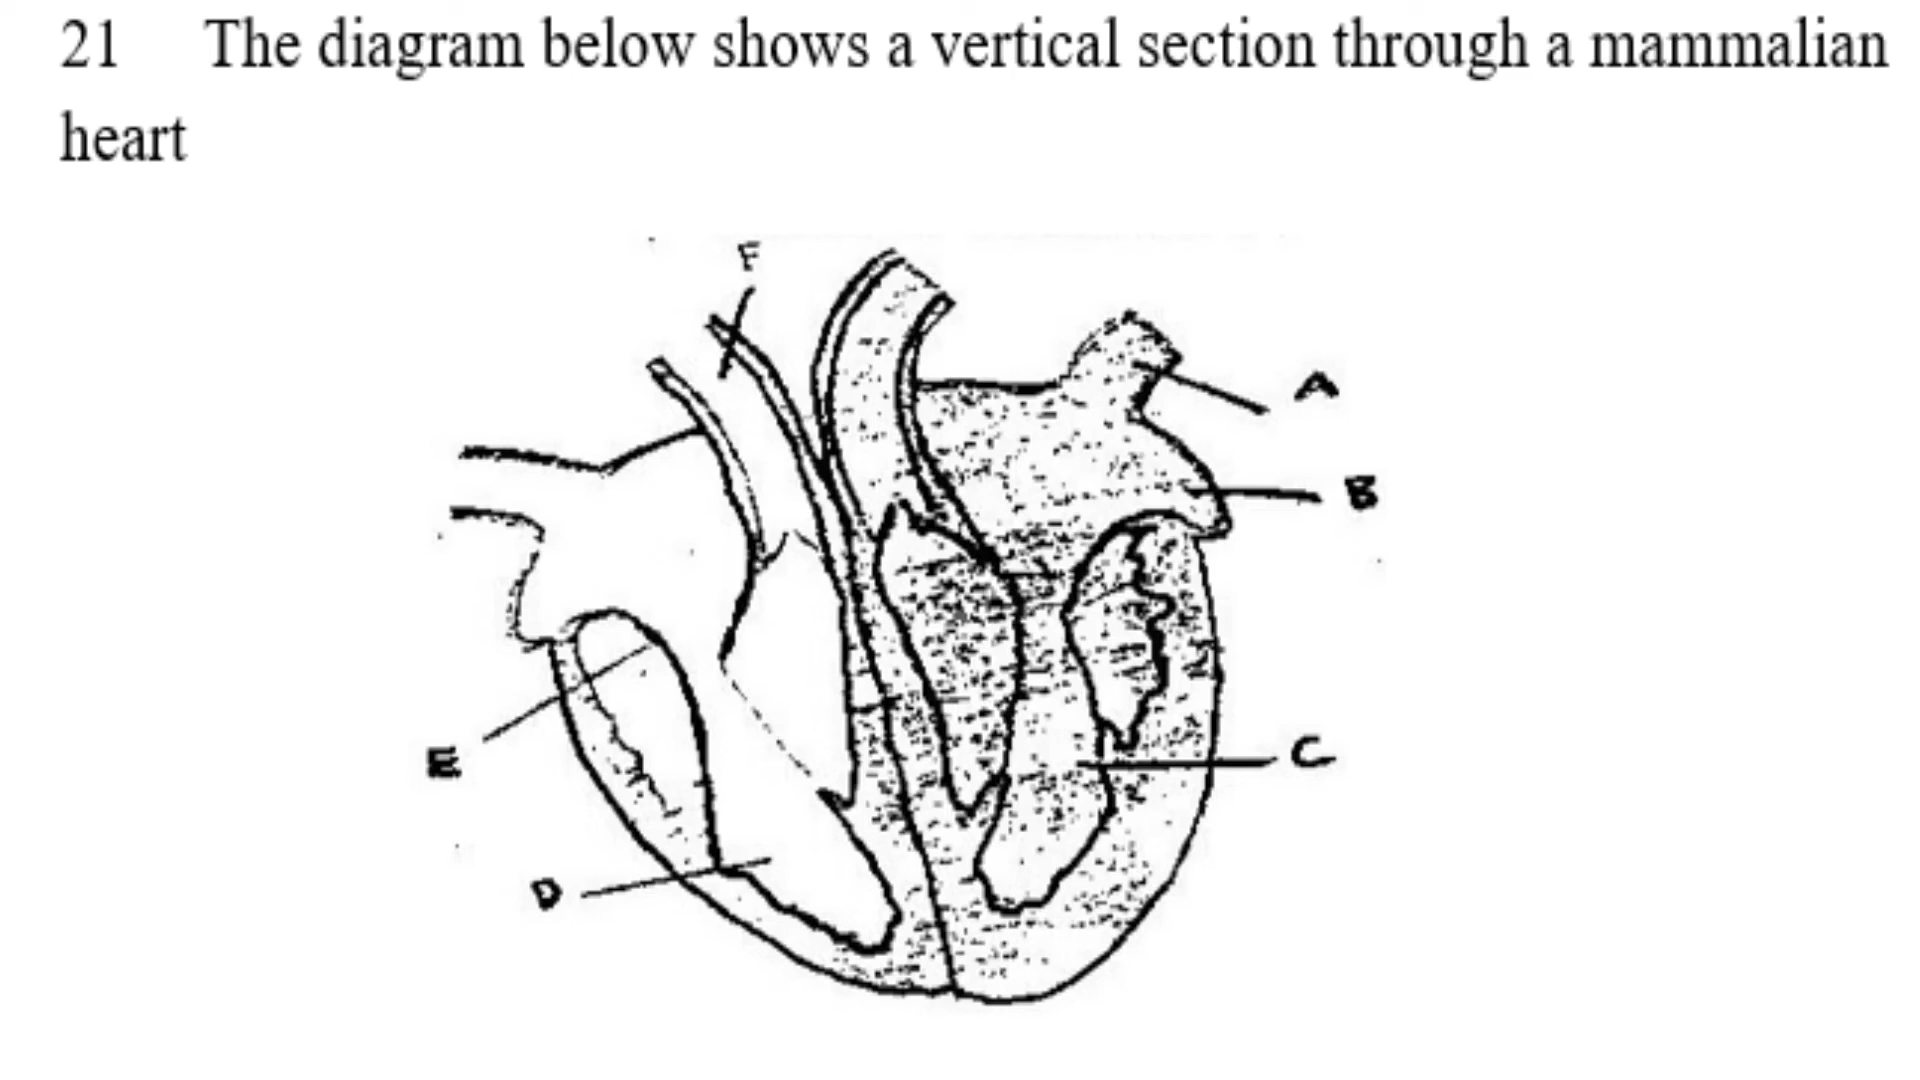 21 The diagram below shows a vertical section through a mammalian
heart
F
A
B
E
C
D